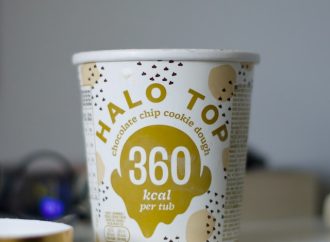 HALO TOP
chocolate chip cookie dough
360
kcal
per tub